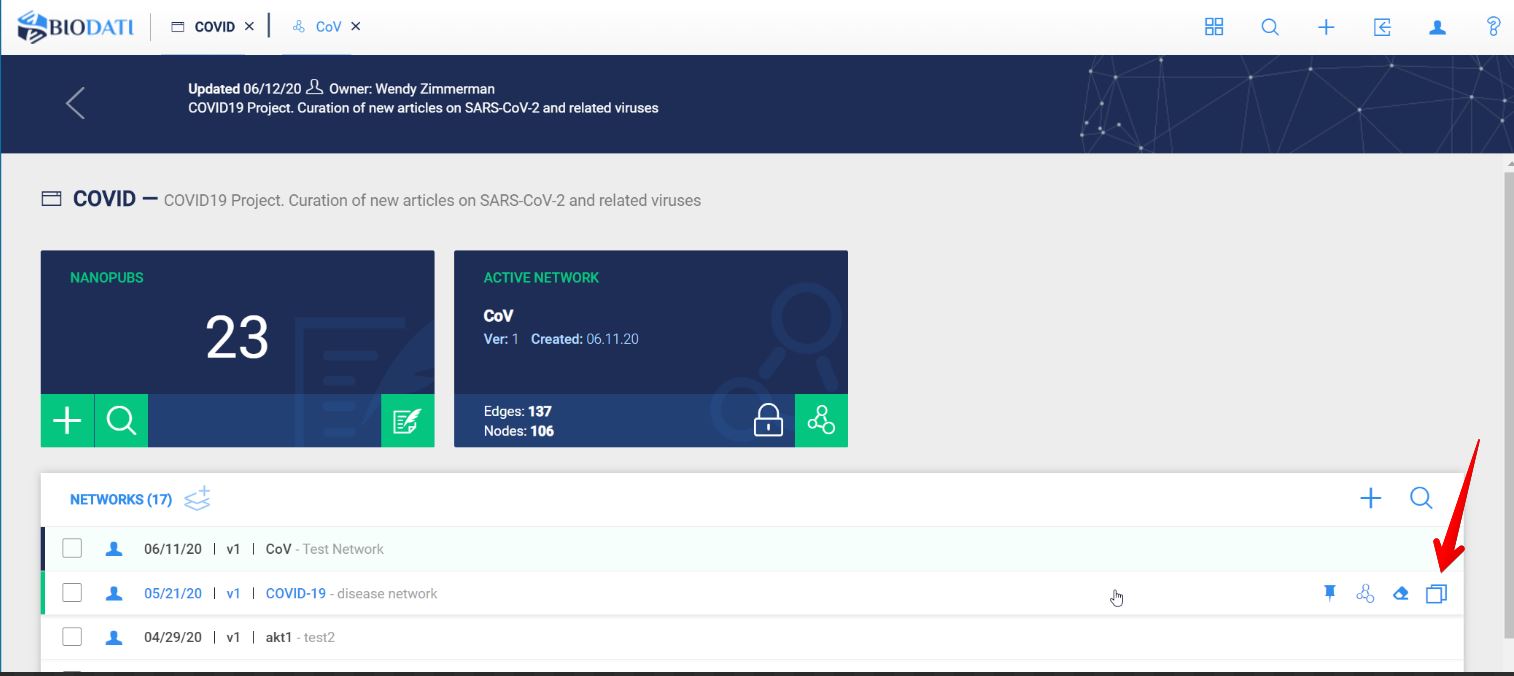 BIODATI
COVID ✕ | CoV ✕
Updated 06/12/20 Owner: Wendy Zimmerman
COVID19 Project. Curation of new articles on SARS-CoV-2 and related viruses
COVID — COVID19 Project. Curation of new articles on SARS-CoV-2 and related viruses
NANOPUBS
23
ACTIVE NETWORK
CoV
Ver: 1 Created: 06.11.20
Edges: 137
Nodes: 106
NETWORKS (17)
06/11/20 | v1 | CoV - Test Network
05/21/20 | v1 | COVID-19 - disease network
04/29/20 | v1 | akt1 - test2